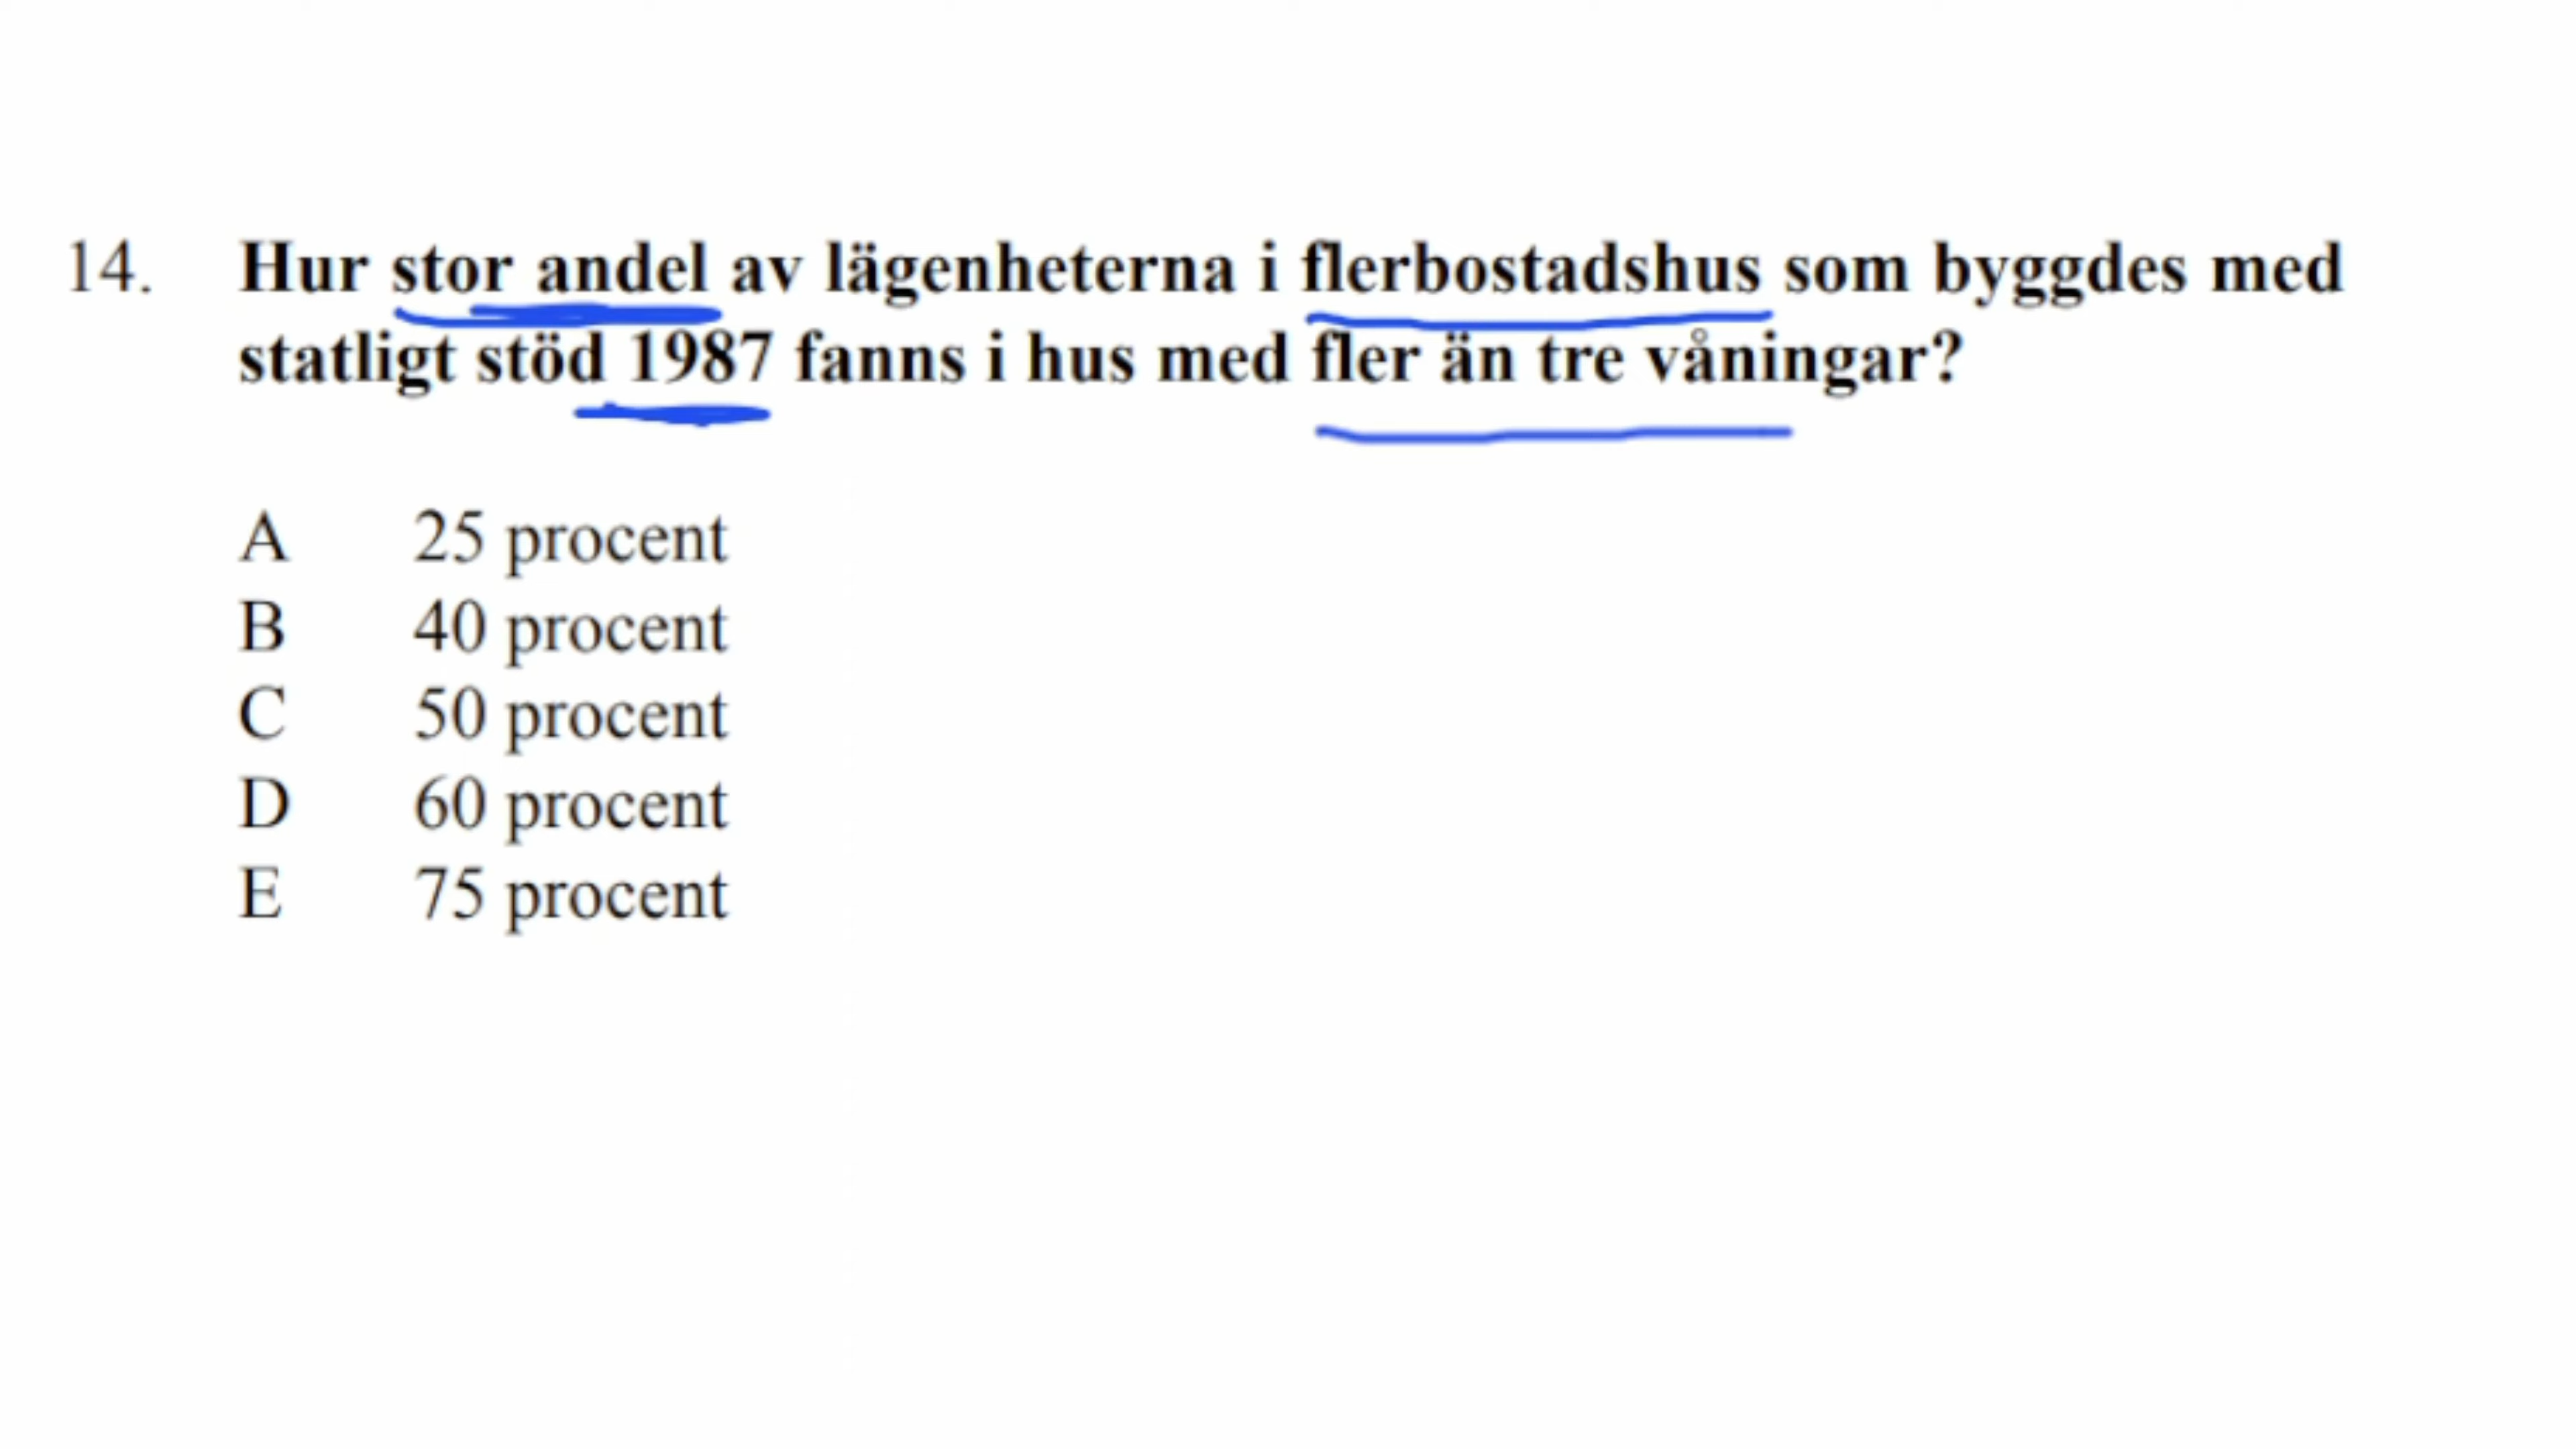 14. Hur stor andel av lägenheterna i flerbostadshus som byggdes med
statligt stöd 1987 fanns i hus med fler än tre våningar?
A 25 procent
B 40 procent
C 50 procent
D 60 procent
E 75 procent